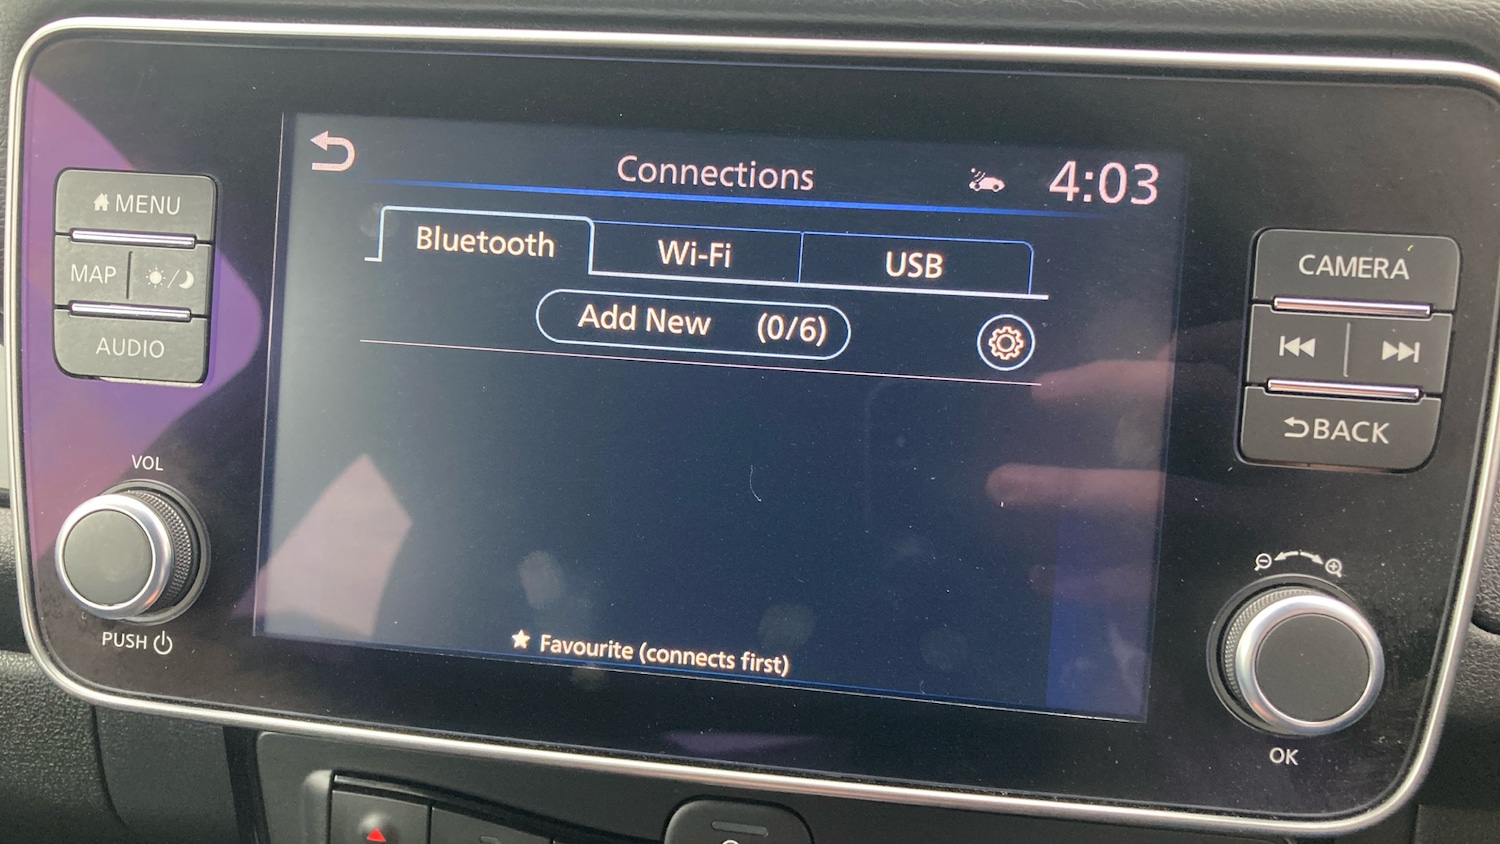 Connections 4:03
Bluetooth Wi-Fi USB
Add New (0/6)
Favourite (connects first)
MENU
MAP
AUDIO
VOL
PUSH
CAMERA
BACK
OK